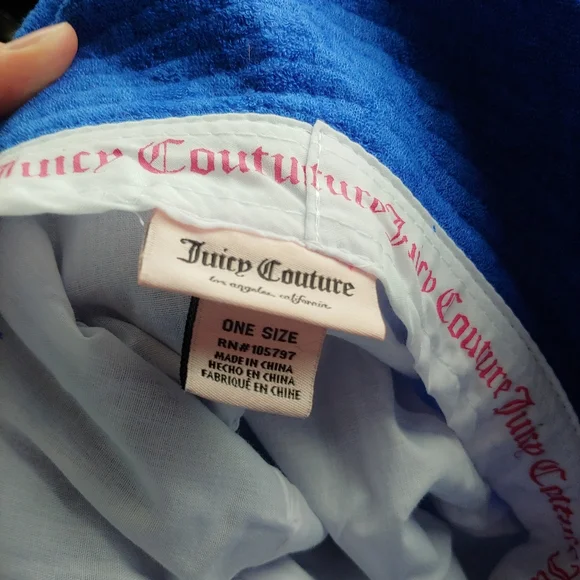 Juicy Couture
Juicy Couture
Juicy Coutu
Juicy Couture
los angeles, california
ONE SIZE
RN# 105797
MADE IN CHINA
HECHO EN CHINA
FABRIQUÉ EN CHINE